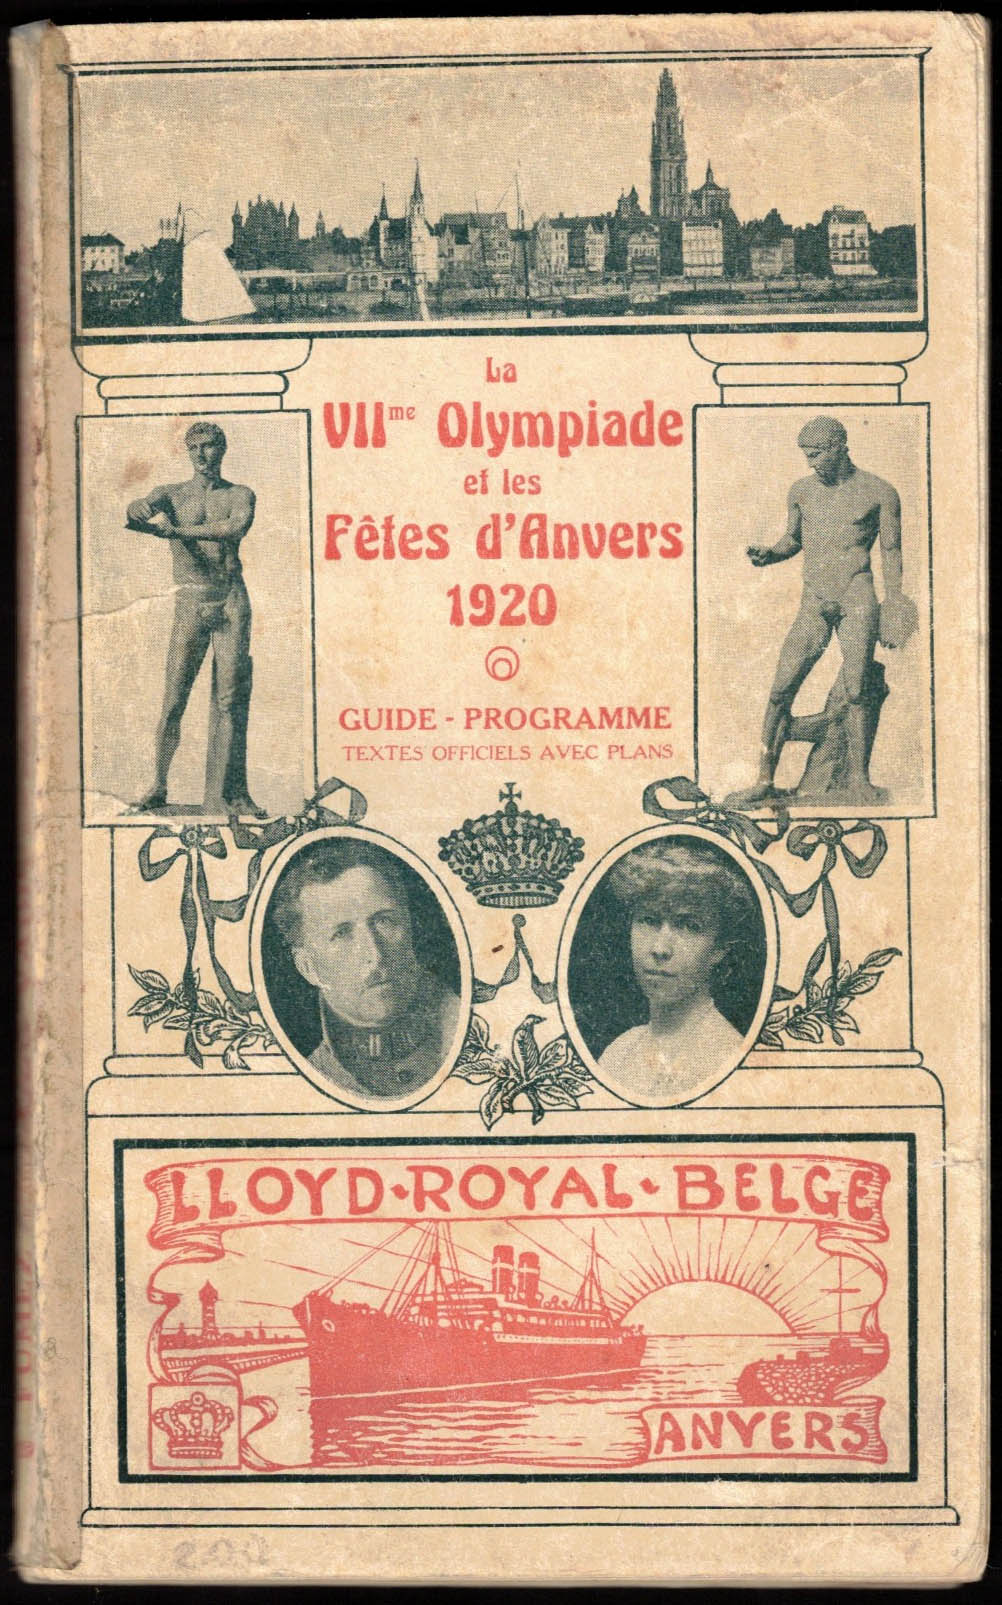 La
VIIme Olympiade
et les
Fêtes d'Anvers
1920
GUIDE - PROGRAMME
TEXTES OFFICIELS AVEC PLANS
LLOYD-ROYAL-BELGE
ANVERS